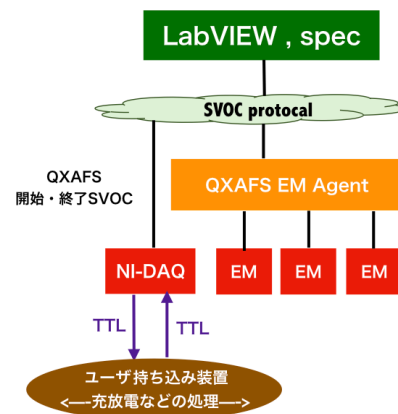 LabVIEW , spec
SVOC protocal
QXAFS
開始・終了SVOC
QXAFS EM Agent
NI-DAQ
EM
EM
EM
TTL
TTL
ユーザ持ち込み装置
<—-充放電などの処理—->